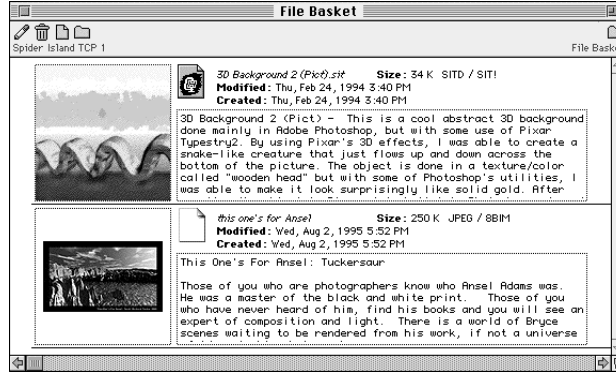 File Basket
Spider Island TCP 1
File Baske
3D Background 2 (Pict).sit Size: 34 K SITD / SIT!
Modified: Thu, Feb 24, 1994 3:40 PM
Created: Thu, Feb 24, 1994 3:40 PM
3D Background 2 (Pict) - This is a cool abstract 3D background
done mainly in Adobe Photoshop, but with some use of Pixar
Typestry2. By using Pixar's 3D effects, I was able to create a
snake-like creature that just flows up and down across the
bottom of the picture. The object is done in a texture/color
called "wooden head" but with some of Photoshop's utilities, I
was able to make it look surprisingly like solid gold. After
this one's for Ansel Size: 250 K JPEG / 8BIM
Modified: Wed, Aug 2, 1995 5:52 PM
Created: Wed, Aug 2, 1995 5:52 PM
This One's For Ansel: Tuckersaur
Those of you who are photographers know who Ansel Adams was.
He was a master of the black and white print. Those of you
who have never heard of him, find his books and you will see an
expert of composition and light. There is a world of Bryce
scenes waiting to be rendered from his work, if not a universe